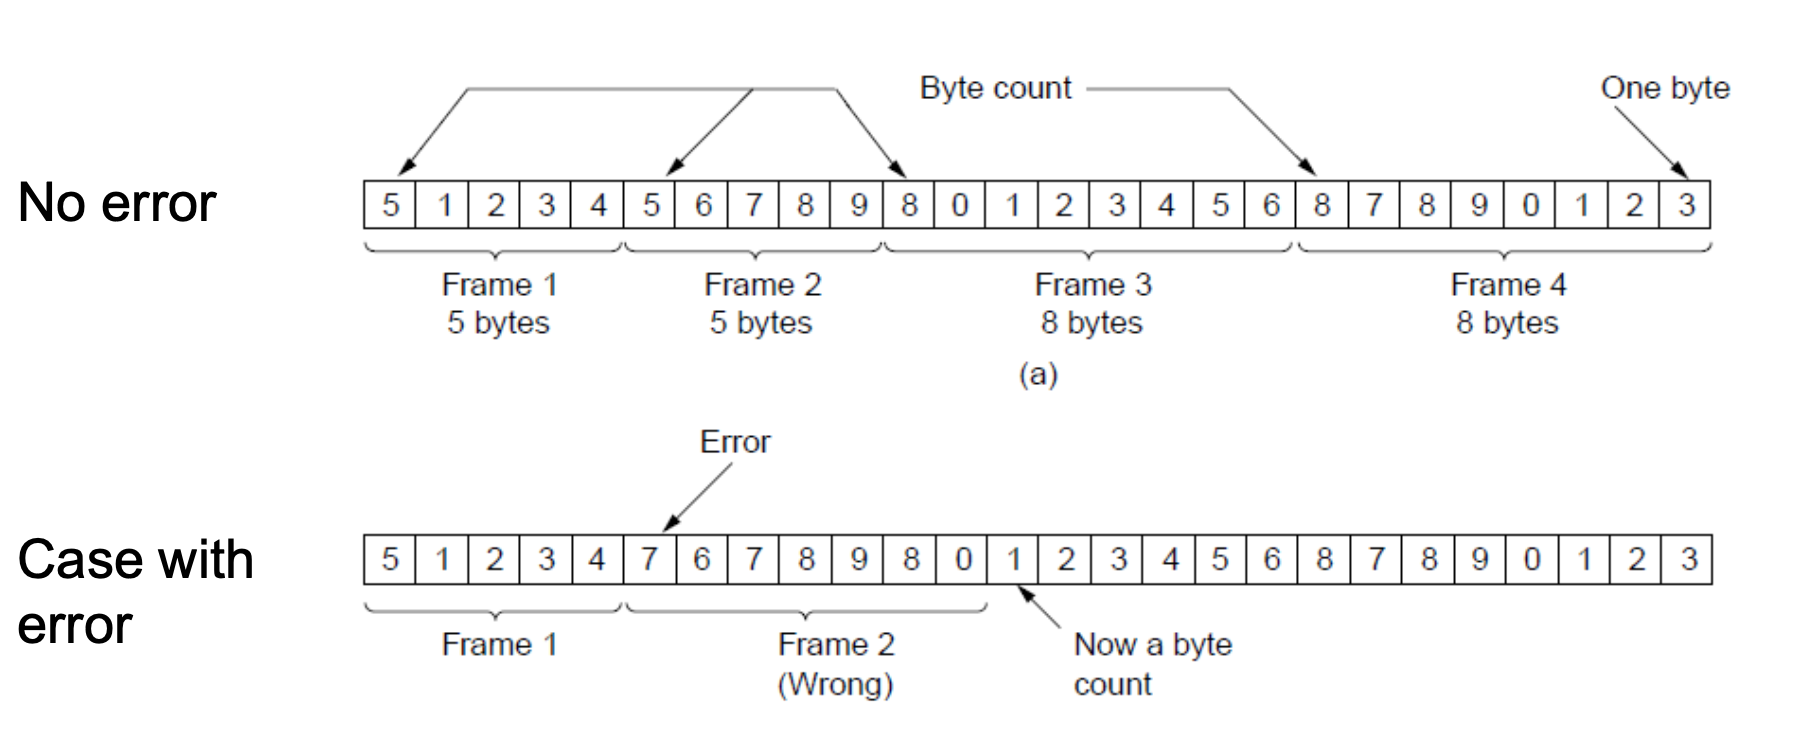 Byte count One byte
No error
5 1 2 3 4 5 6 7 8 9 8 0 1 2 3 4 5 6 8 7 8 9 0 1 2 3
Frame 1 Frame 2 Frame 3 Frame 4
5 bytes 5 bytes 8 bytes 8 bytes
(a)
Error
Case with
error
5 1 2 3 4 7 6 7 8 9 8 0 1 2 3 4 5 6 8 7 8 9 0 1 2 3
Frame 1 Frame 2
(Wrong)
Now a byte
count